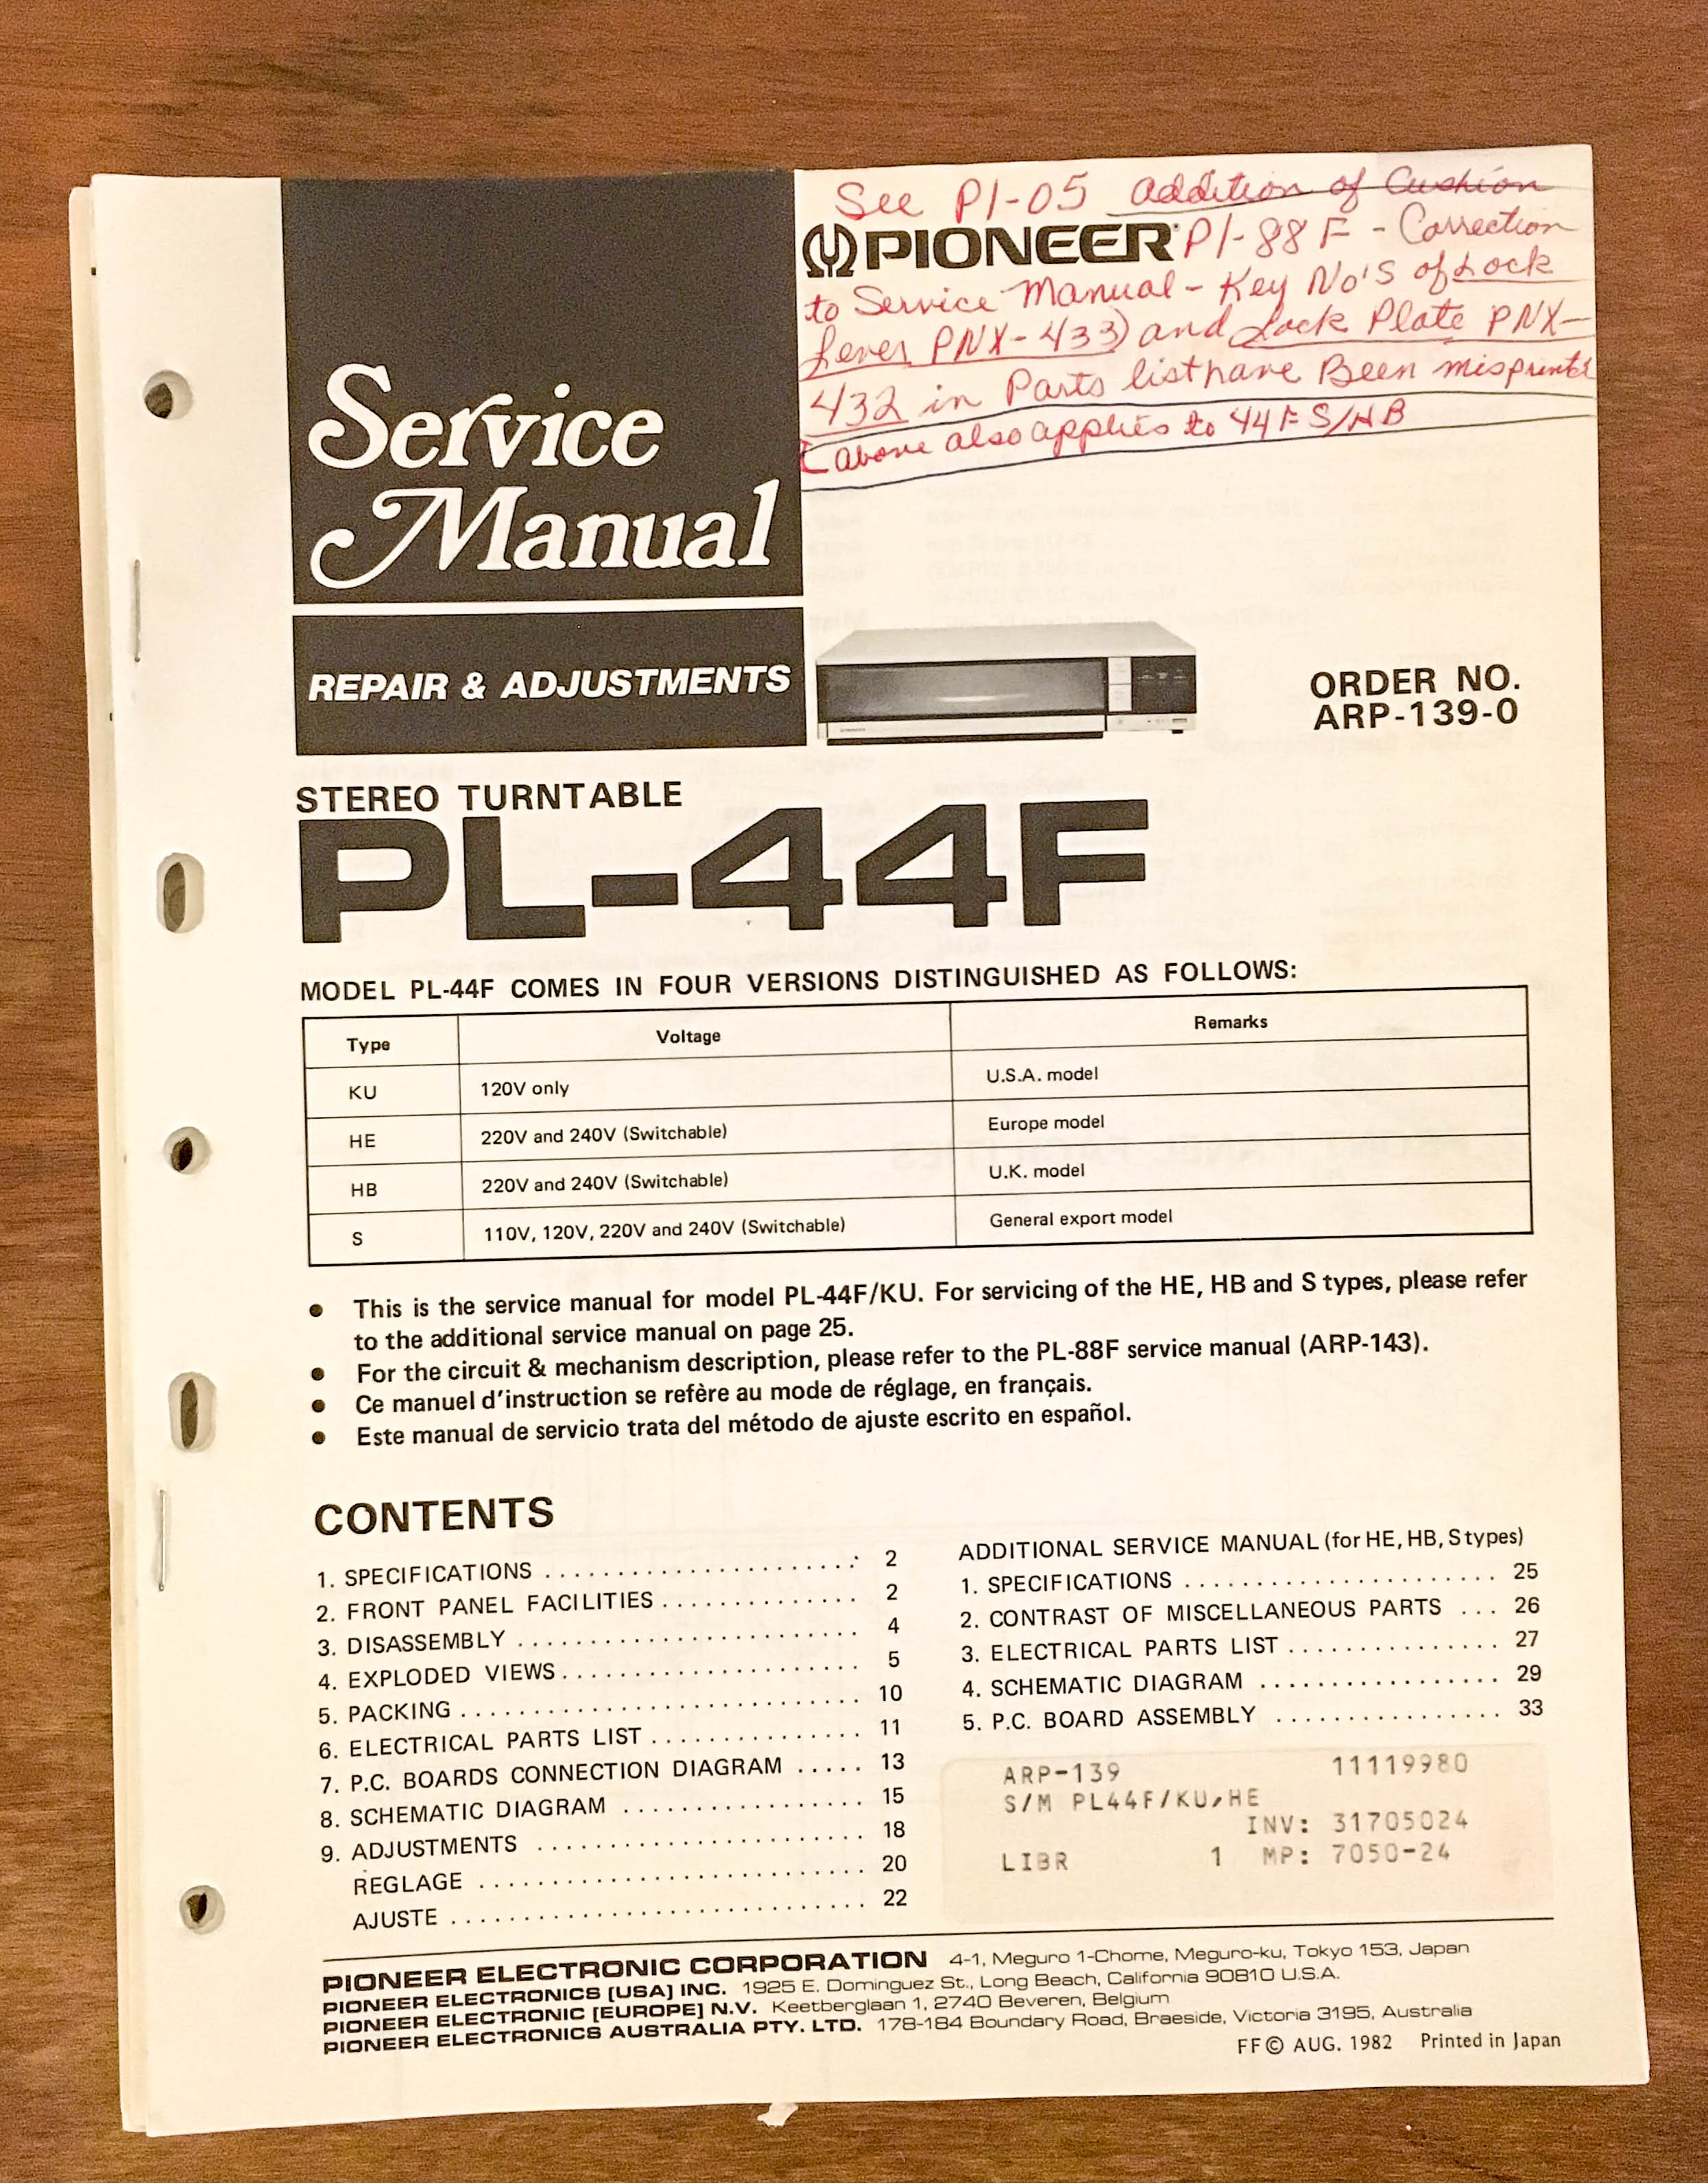 See Pl-05 addition of Cushion
PIONEER Pl-88F - Correction
to Service Manual - Key No's of Lock
Lever PNX-433) and Lock Plate PNX-
432 in Parts list have Been misprinted
(above also applies to 44F S/HB
Service
Manual
REPAIR & ADJUSTMENTS
ORDER NO.
ARP-139-0
STEREO TURNTABLE
PL-44F
MODEL PL-44F COMES IN FOUR VERSIONS DISTINGUISHED AS FOLLOWS:
Type Voltage Remarks
KU 120V only U.S.A. model
HE 220V and 240V (Switchable) Europe model
HB 220V and 240V (Switchable) U.K. model
S 110V, 120V, 220V and 240V (Switchable) General export model
● This is the service manual for model PL-44F/KU. For servicing of the HE, HB and S types, please refer
to the additional service manual on page 25.
● For the circuit & mechanism description, please refer to the PL-88F service manual (ARP-143).
● Ce manuel d'instruction se refère au mode de réglage, en français.
● Este manual de servicio trata del método de ajuste escrito en español.
CONTENTS
1. SPECIFICATIONS ...................... 2
2. FRONT PANEL FACILITIES .............. 2
3. DISASSEMBLY ........................ 4
4. EXPLODED VIEWS ..................... 5
5. PACKING ............................ 10
6. ELECTRICAL PARTS LIST ............... 11
7. P.C. BOARDS CONNECTION DIAGRAM ..... 13
8. SCHEMATIC DIAGRAM ................. 15
9. ADJUSTMENTS ....................... 18
REGLAGE ........................... 20
AJUSTE ............................. 22
ADDITIONAL SERVICE MANUAL (for HE, HB, S types)
1. SPECIFICATIONS ...................... 25
2. CONTRAST OF MISCELLANEOUS PARTS ... 26
3. ELECTRICAL PARTS LIST ............... 27
4. SCHEMATIC DIAGRAM ................. 29
5. P.C. BOARD ASSEMBLY ................ 33
ARP-139 11119980
S/M PL44F/KU,HE
INV: 31705024
LIBR 1 MP: 7050-24
PIONEER ELECTRONIC CORPORATION 4-1, Meguro 1-Chome, Meguro-ku, Tokyo 153, Japan
PIONEER ELECTRONICS [USA] INC. 1925 E. Dominguez St., Long Beach, California 90810 U.S.A.
PIONEER ELECTRONIC [EUROPE] N.V. Keetberglaan 1, 2740 Beveren, Belgium
PIONEER ELECTRONICS AUSTRALIA PTY. LTD. 178-184 Boundary Road, Braeside, Victoria 3195, Australia
FF © AUG. 1982 Printed in Japan